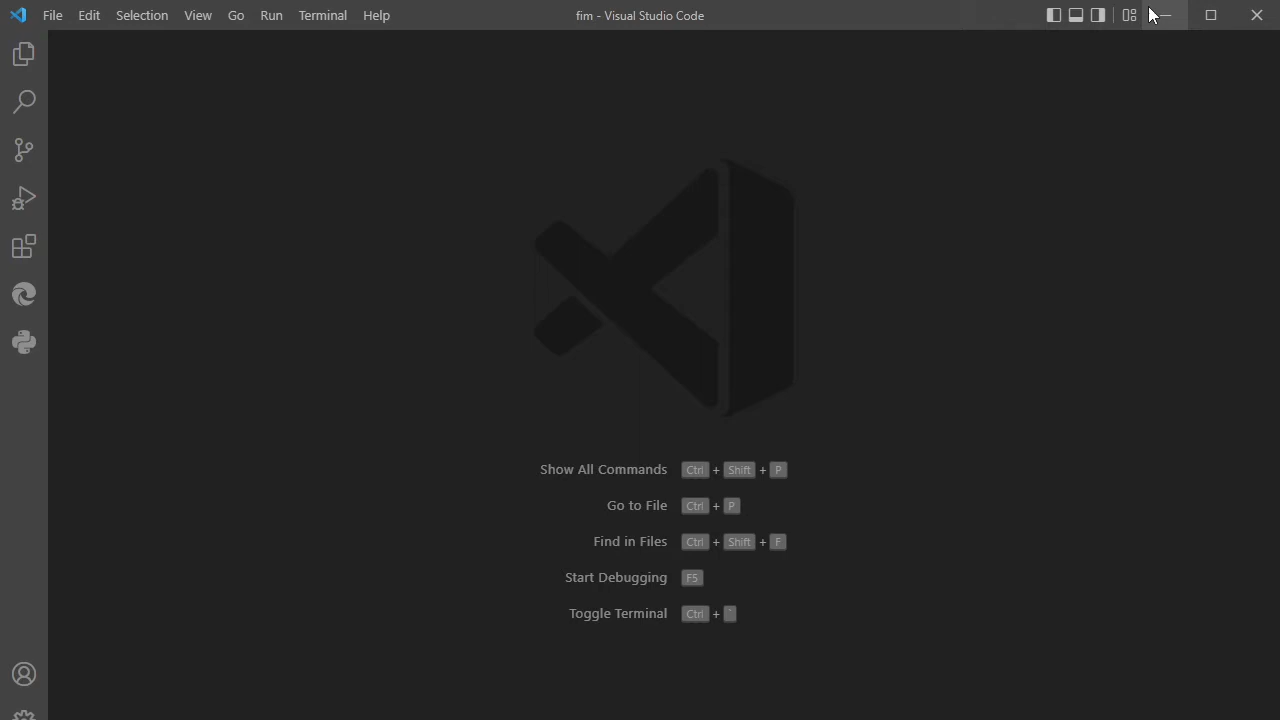 File Edit Selection View Go Run Terminal Help fim - Visual Studio Code
Show All Commands Ctrl + Shift + P
Go to File Ctrl + P
Find in Files Ctrl + Shift + F
Start Debugging F5
Toggle Terminal Ctrl + `